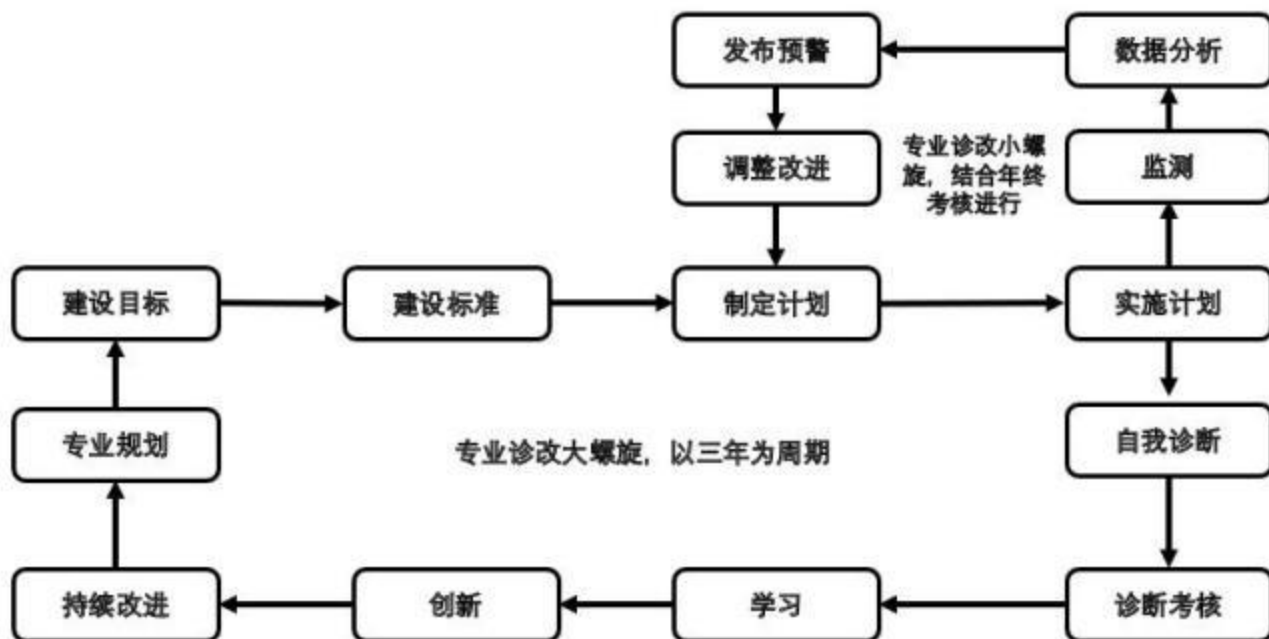 发布预警
数据分析
调整改进
专业诊改小螺
旋，结合年终
考核进行
监测
建设目标
建设标准
制定计划
实施计划
专业规划
专业诊改大螺旋，以三年为周期
自我诊断
持续改进
创新
学习
诊断考核